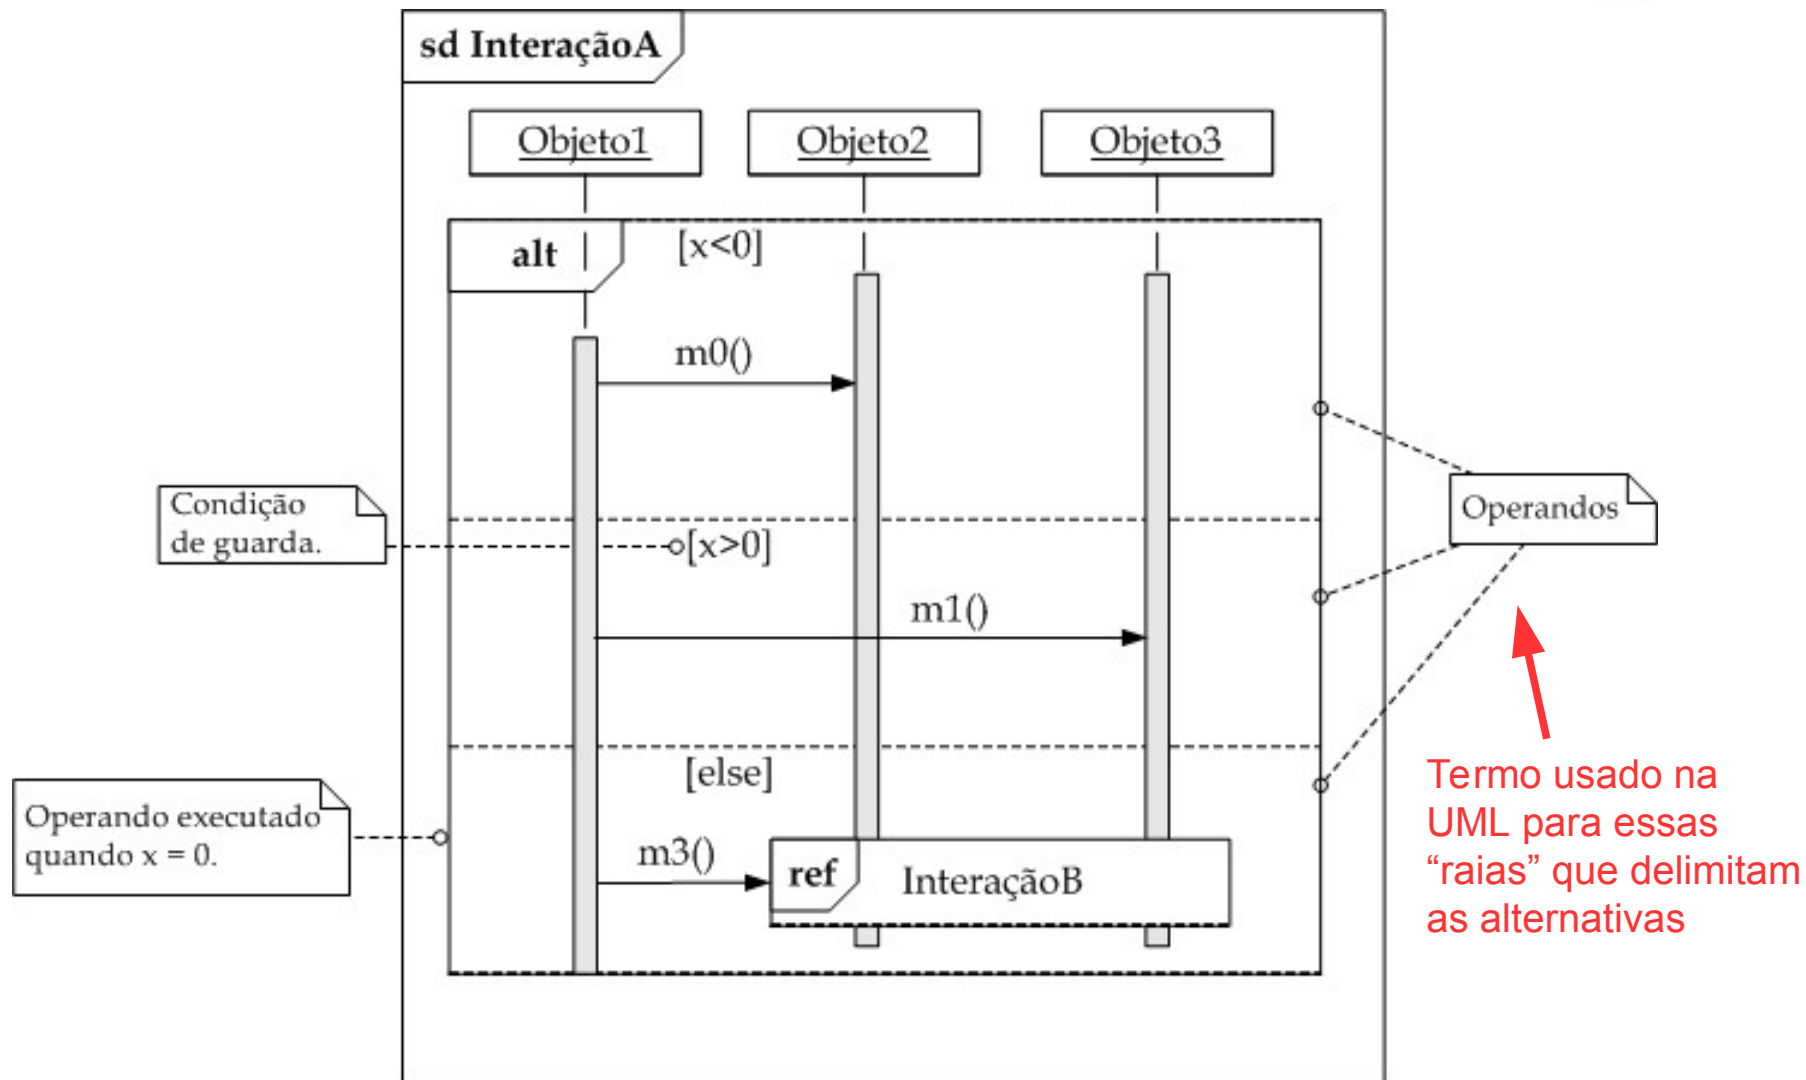 sd InteraçãoA
Objeto1
Objeto2
Objeto3
alt
[x<0]
m0()
Condição
de guarda.
[x>0]
Operandos
m1()
[else]
Operando executado
quando x = 0.
m3()
ref
InteraçãoB
Termo usado na
UML para essas
“raias” que delimitam
as alternativas